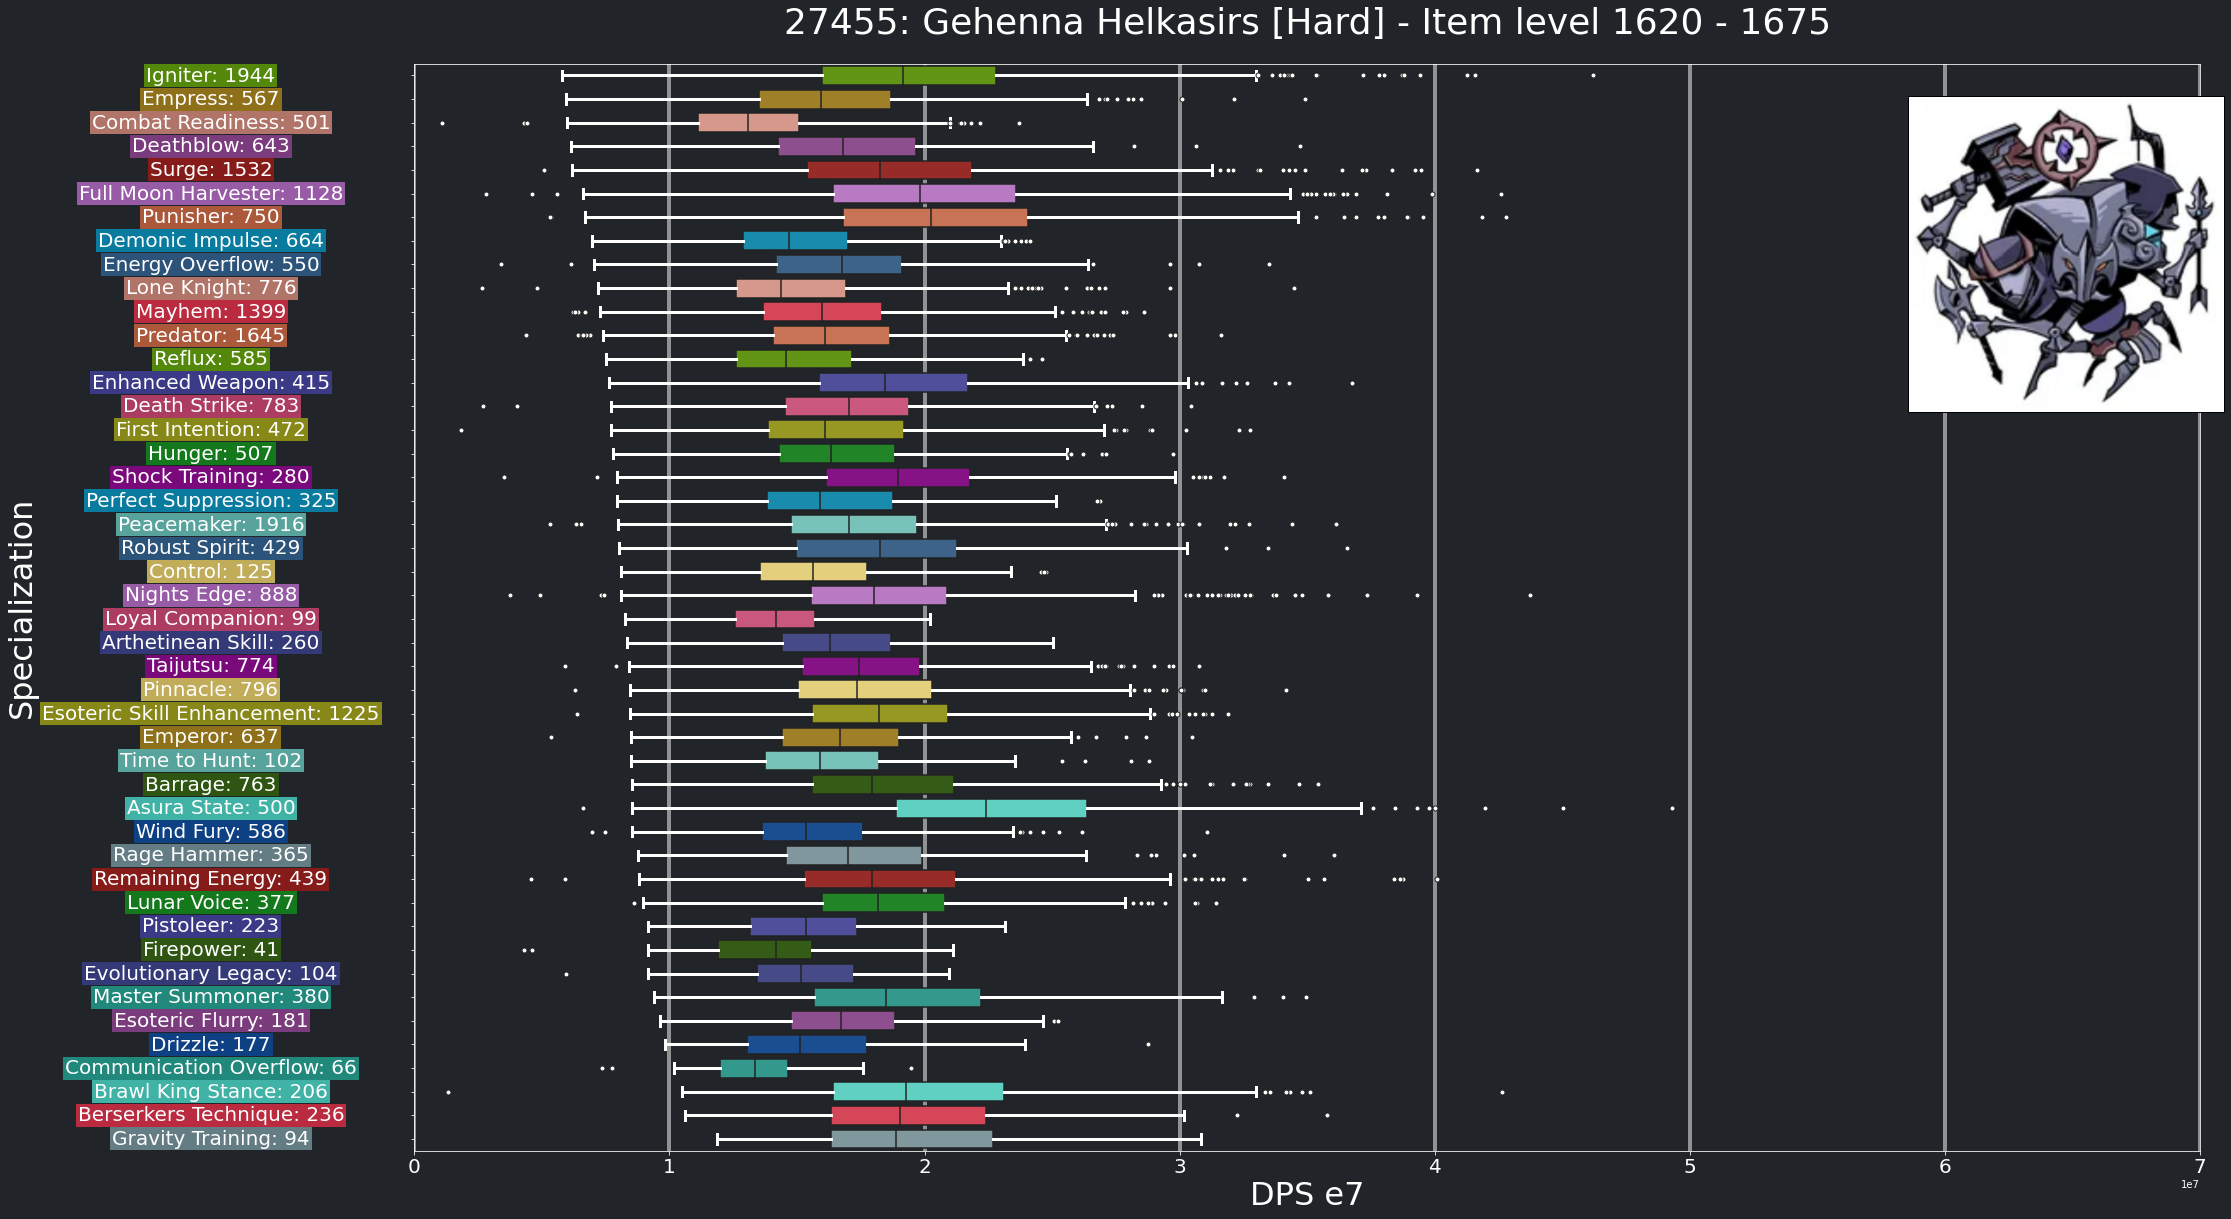 27455: Gehenna Helkasirs [Hard] - Item level 1620 - 1675
Specialization
Igniter: 1944
Empress: 567
Combat Readiness: 501
Deathblow: 643
Surge: 1532
Full Moon Harvester: 1128
Punisher: 750
Demonic Impulse: 664
Energy Overflow: 550
Lone Knight: 776
Mayhem: 1399
Predator: 1645
Reflux: 585
Enhanced Weapon: 415
Death Strike: 783
First Intention: 472
Hunger: 507
Shock Training: 280
Perfect Suppression: 325
Peacemaker: 1916
Robust Spirit: 429
Control: 125
Nights Edge: 888
Loyal Companion: 99
Arthetinean Skill: 260
Taijutsu: 774
Pinnacle: 796
Esoteric Skill Enhancement: 1225
Emperor: 637
Time to Hunt: 102
Barrage: 763
Asura State: 500
Wind Fury: 586
Rage Hammer: 365
Remaining Energy: 439
Lunar Voice: 377
Pistoleer: 223
Firepower: 41
Evolutionary Legacy: 104
Master Summoner: 380
Esoteric Flurry: 181
Drizzle: 177
Communication Overflow: 66
Brawl King Stance: 206
Berserkers Technique: 236
Gravity Training: 94
0 1 2 3 4 5 6 7
1e7
DPS e7